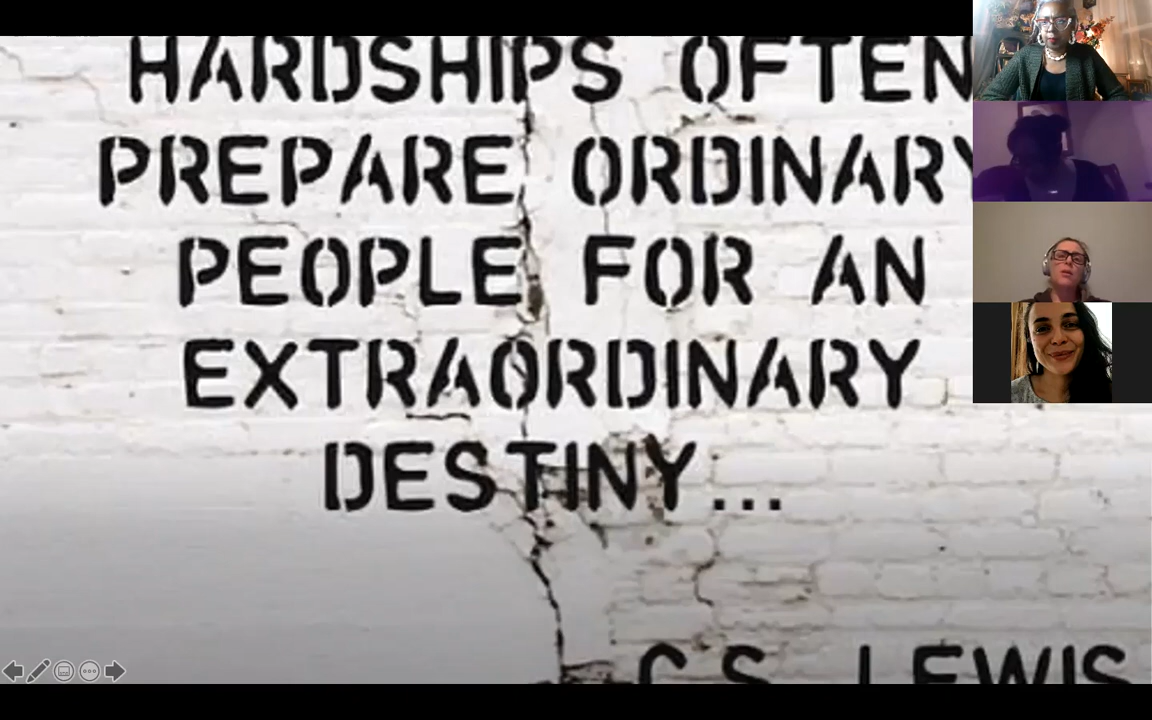 HARDSHIPS OFTEN
PREPARE ORDINARY
PEOPLE FOR AN
EXTRAORDINARY
DESTINY...
C.S. LEWIS